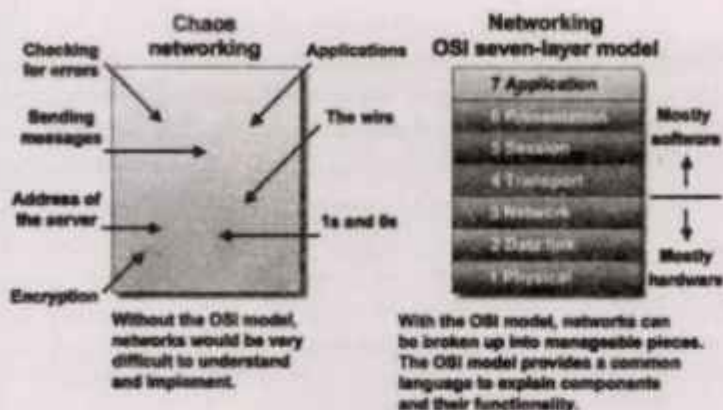 Chaos
networking
Checking
for errors
Applications
Sending
messages
The wire
Address of
the server
1s and 0s
Encryption
Without the OSI model,
networks would be very
difficult to understand
and implement.
Networking
OSI seven-layer model
7 Application
6 Presentation
5 Session
4 Transport
3 Network
2 Data link
1 Physical
Mostly
software
Mostly
hardware
With the OSI model, networks can
be broken up into manageable pieces.
The OSI model provides a common
language to explain components
and their functionality.